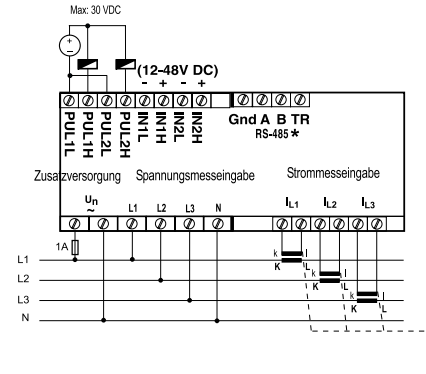 Max: 30 VDC
+
-
(12-48V DC)
- + - +
PUL1L PUL1H PUL2L PUL2H IN1L IN1H IN2L IN2H
Gnd A B TR
RS-485 *
Zusatzversorgung Spannungsmesseingabe Strommesseingabe
Un
~
L1 L2 L3 N
IL1 IL2 IL3
1A
L1
k l
K L
L2
k l
K L
L3
k l
K L
N